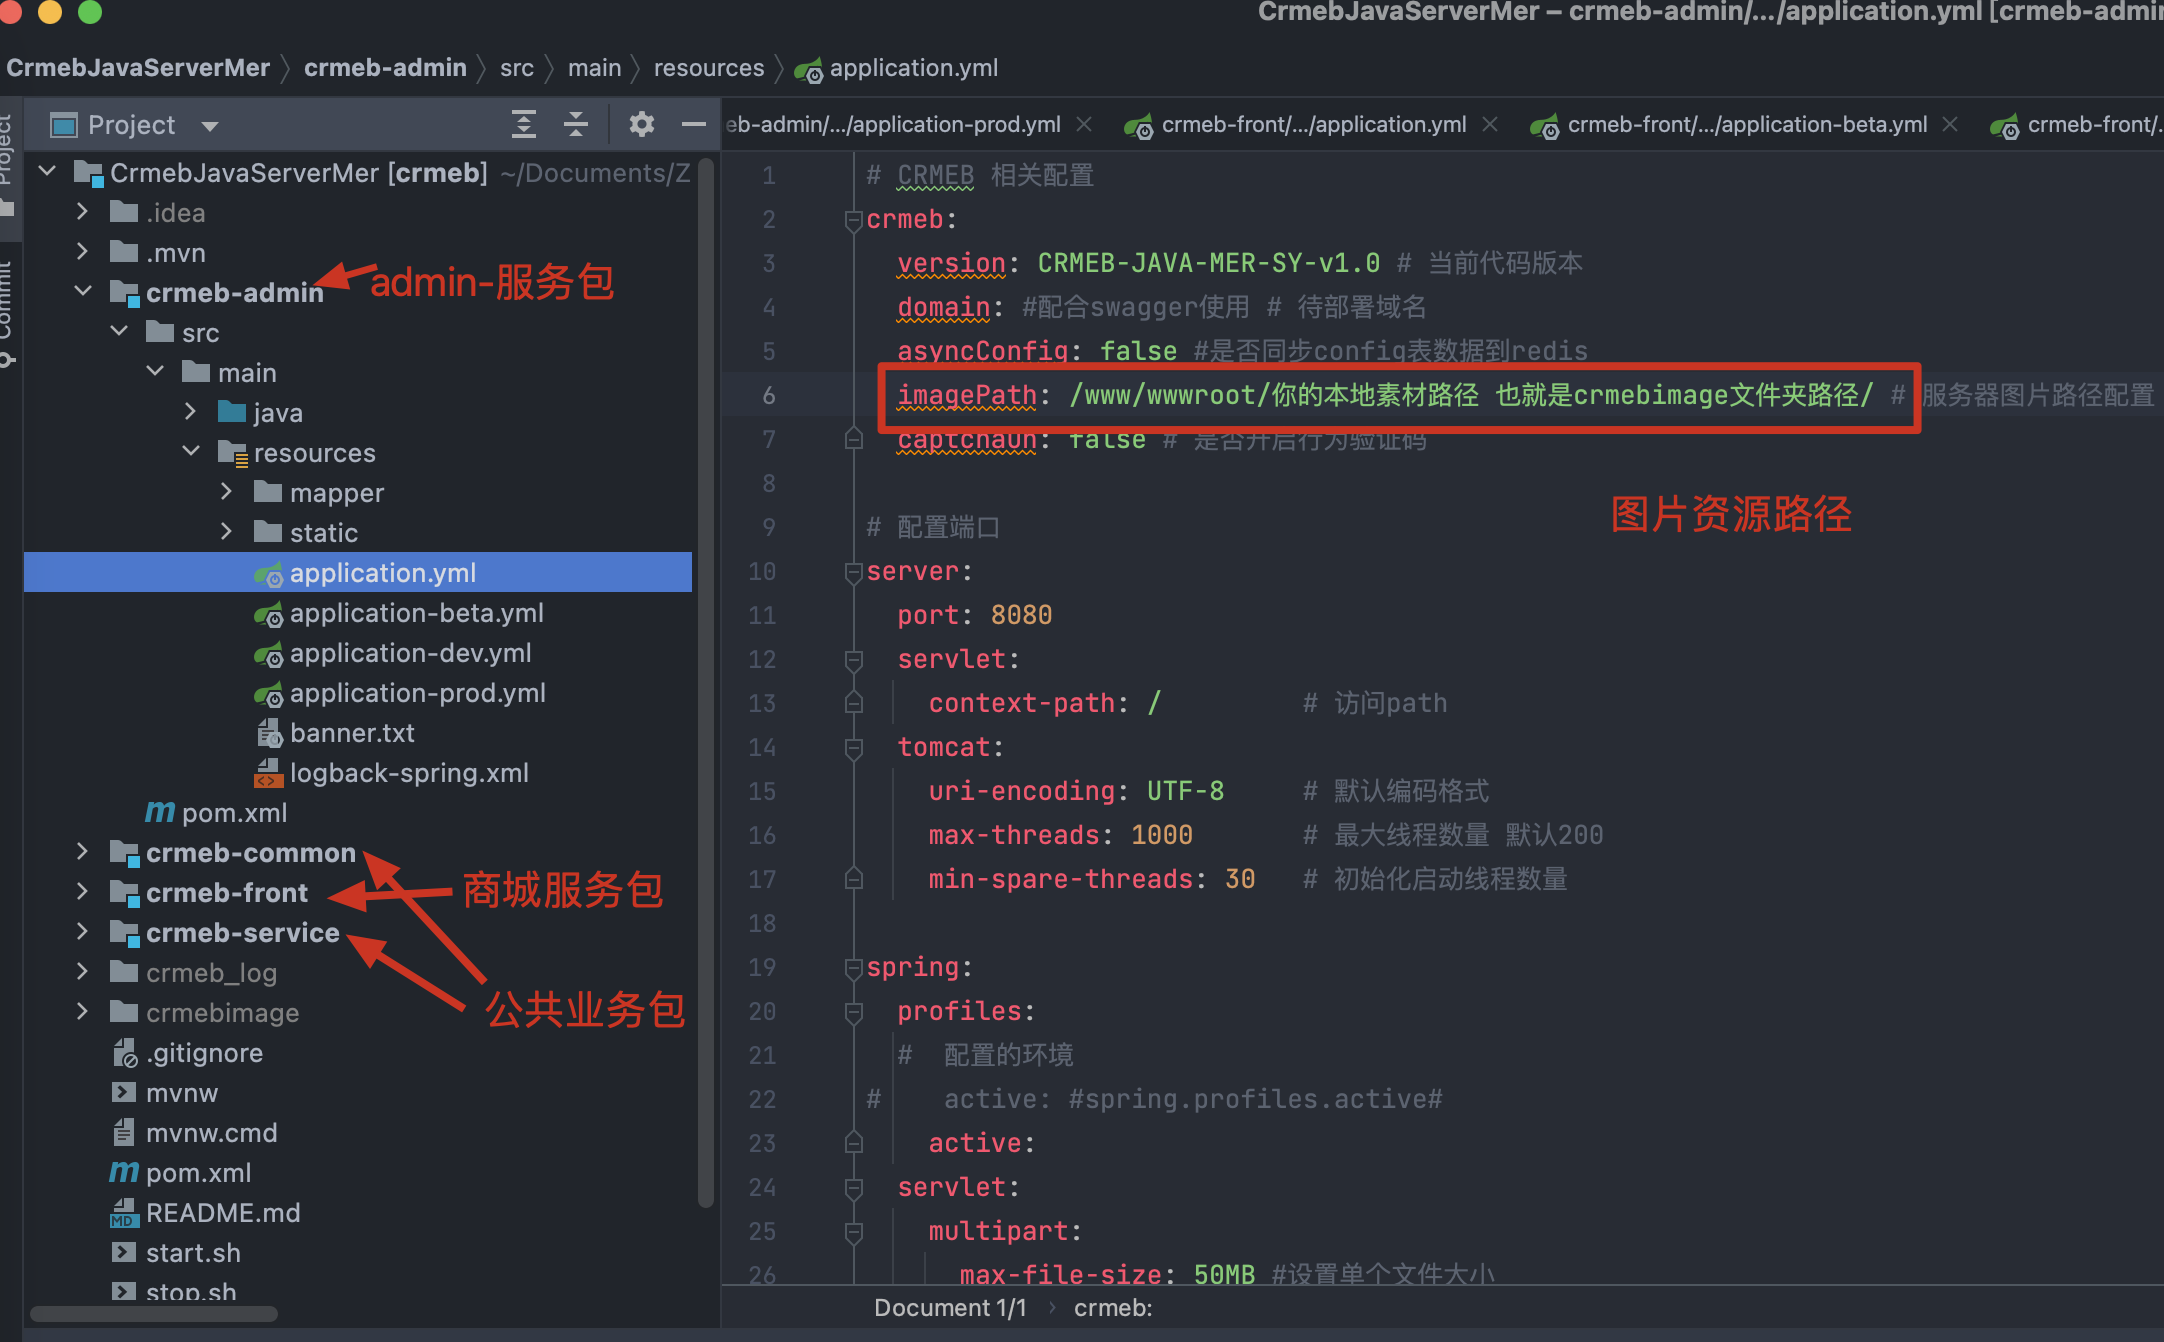 CrmebJavaServerMer – crmeb-admin/.../application.yml [crmeb-admin
CrmebJavaServerMer crmeb-admin src main resources application.yml
Project
Commit
Project
eb-admin/.../application-prod.yml crmeb-front/.../application.yml crmeb-front/.../application-beta.yml crmeb-front/.
CrmebJavaServerMer [crmeb] ~/Documents/Z
.idea
.mvn
crmeb-admin
admin-服务包
src
main
java
resources
mapper
static
application.yml
application-beta.yml
application-dev.yml
application-prod.yml
banner.txt
logback-spring.xml
pom.xml
crmeb-common
crmeb-front
商城服务包
crmeb-service
crmeb_log
公共业务包
crmebimage
.gitignore
mvnw
mvnw.cmd
pom.xml
README.md
start.sh
stop.sh
1 # CRMEB 相关配置
2 crmeb:
3 version: CRMEB-JAVA-MER-SY-v1.0 # 当前代码版本
4 domain: #配合swagger使用 # 待部署域名
5 asyncConfig: false #是否同步config表数据到redis
6 imagePath: /www/wwwroot/你的本地素材路径 也就是crmebimage文件夹路径/ # 服务器图片路径配置
7 captchaOn: false # 是否开启行为验证码
8
图片资源路径
9 # 配置端口
10 server:
11 port: 8080
12 servlet:
13 context-path: / # 访问path
14 tomcat:
15 uri-encoding: UTF-8 # 默认编码格式
16 max-threads: 1000 # 最大线程数量 默认200
17 min-spare-threads: 30 # 初始化启动线程数量
18
19 spring:
20 profiles:
21 # 配置的环境
22 # active: #spring.profiles.active#
23 active:
24 servlet:
25 multipart:
26 max-file-size: 50MB #设置单个文件大小
Document 1/1 crmeb: